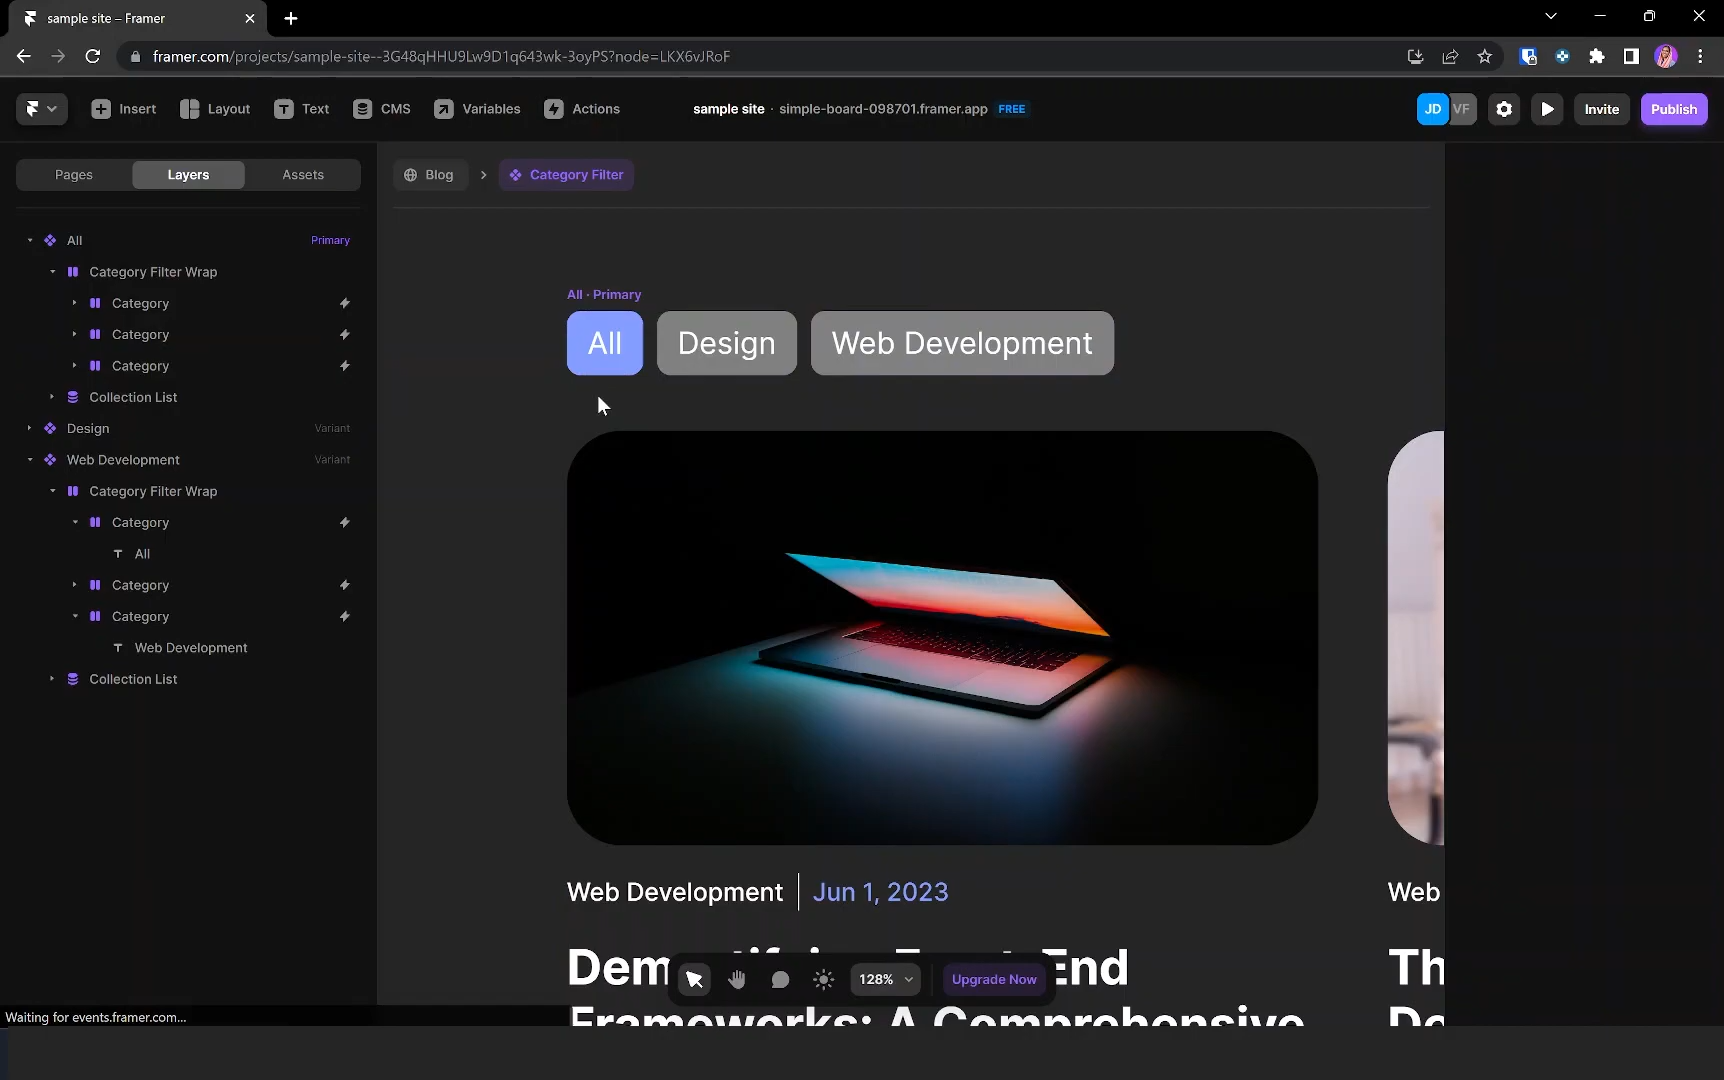 sample site – Framer
framer.com/projects/sample-site--3G48qHHU9Lw9D1q643wk-3oyPS?node=LKX6vJRoF
Insert
Layout
Text
CMS
Variables
Actions
sample site · simple-board-098701.framer.app FREE
JD
VF
Invite
Publish
Pages
Layers
Assets
Blog
Category Filter
All
Primary
Category Filter Wrap
Category
Category
Category
Collection List
Design
Variant
Web Development
Variant
Category Filter Wrap
Category
All
Category
Category
Web Development
Collection List
All · Primary
All
Design
Web Development
Web Development
Jun 1, 2023
Web
End
Th
Frameworks: A Comprehensive
128%
Upgrade Now
Waiting for events.framer.com...